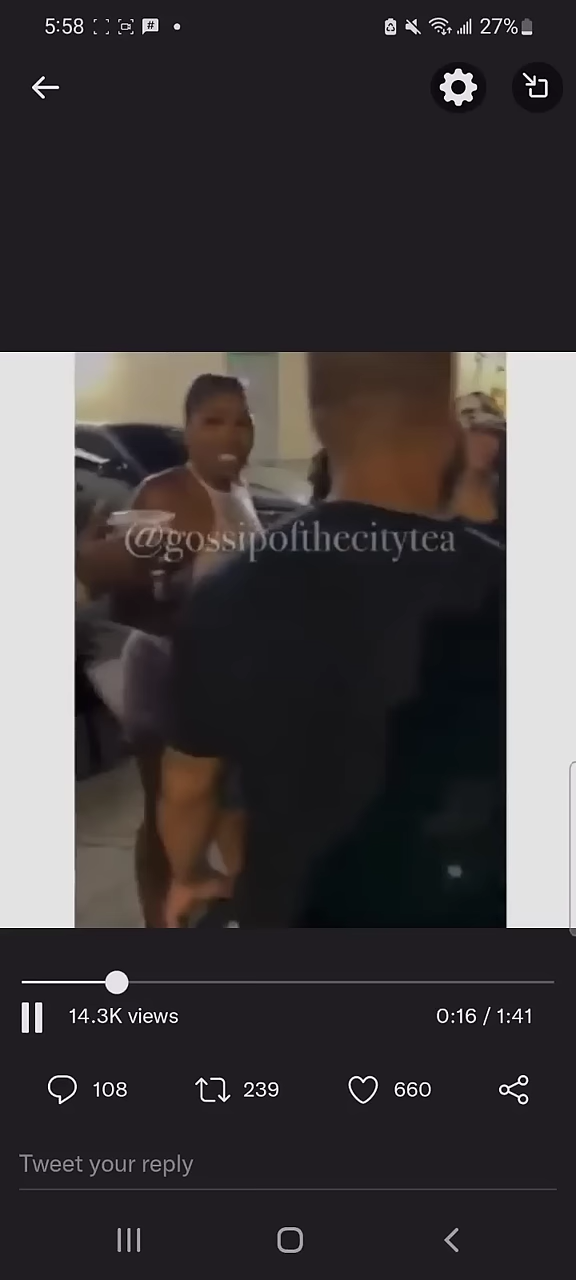 5:58
27%
@gossipofthecitytea
14.3K views
0:16 / 1:41
108
239
660
Tweet your reply